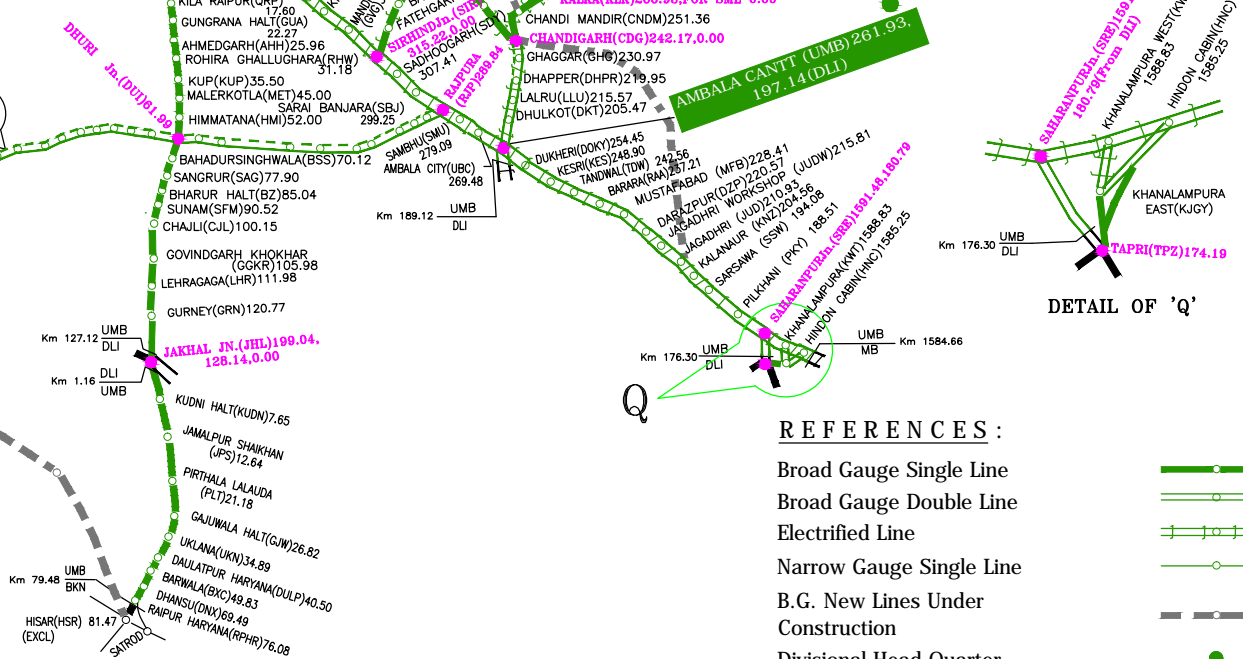 KILA RAIPUR(QRP)
17.60
GUNGRANA HALT(GUA)
22.27
AHMEDGARH(AHH)25.96
ROHIRA GHALLUGHARA(RHW)
31.18
KUP(KUP)35.50
MALERKOTLA(MET)45.00
SARAI BANJARA(SBJ)
299.25
HIMMATANA(HMI)52.00
DHURI
Jn.(DUI)61.99
SIRHINDJn.(SIR)
315.22,0.00
SADHOOGARH(SDY)
307.41
RAJPURA
(RJP)289.84
CHANDI MANDIR(CNDM)251.36
CHANDIGARH(CDG)242.17,0.00
GHAGGAR(GHG)230.97
DHAPPER(DHPR)219.95
LALRU(LLU)215.57
DHULKOT(DKT)205.47
AMBALA CANTT (UMB)261.93,
197.14(DLI)
SAMBHU(SMU)
279.09
AMBALA CITY(UBC)
269.48
Km 189.12
UMB
DLI
DUKHERI(DOKY)254.45
KESRI(KES)248.90
TANDWAL(TDW) 242.56
BARARA(RAA)237.21
MUSTAFABAD (MFB)228.41
DARAZPUR(DZP)220.57
JAGADHRI WORKSHOP (JUDW)215.81
JAGADHRI (JUD)210.93
KALANAUR (KNZ)204.56
SARSAWA (SSW) 194.08
PILKHANI (PKY) 188.51
SAHARANPURJn.(SRE)1591.48,180.79
KHANALAMPURA(KWT)1588.83
HINDON CABIN(HNC)1585.25
Km 176.30
UMB
DLI
UMB
MB
Km 1584.66
Q
BAHADURSINGHWALA(BSS)70.12
SANGRUR(SAG)77.90
BHARUR HALT(BZ)85.04
SUNAM(SFM)90.52
CHAJLI(CJL)100.15
GOVINDGARH KHOKHAR
(GGKR)105.98
LEHRAGAGA(LHR)111.98
GURNEY(GRN)120.77
Km 127.12
UMB
DLI
JAKHAL JN.(JHL)199.04,
128.14,0.00
Km 1.16
DLI
UMB
KUDNI HALT(KUDN)7.65
JAMALPUR SHAIKHAN
(JPS)12.64
PIRTHALA LALAUDA
(PLT)21.18
GAJUWALA HALT(GJW)26.82
UKLANA(UKN)34.89
DAULATPUR HARYANA(DULP)40.50
BARWALA(BXC)49.83
DHANSU(DNX)69.49
RAIPUR HARYANA(RPHR)76.08
Km 79.48
UMB
BKN
HISAR(HSR) 81.47
(EXCL)
SATROD
180.79(From DLI)
KHANALAMPURA WEST(KW
1588.83
HINDON CABIN(HNC)
1585.25
KHANALAMPURA
EAST(KJGY)
Km 176.30
UMB
DLI
TAPRI(TPZ)174.19
DETAIL OF 'Q'
REFERENCES :
Broad Gauge Single Line
Broad Gauge Double Line
Electrified Line
Narrow Gauge Single Line
B.G. New Lines Under
Construction
Divisional Head Quarter